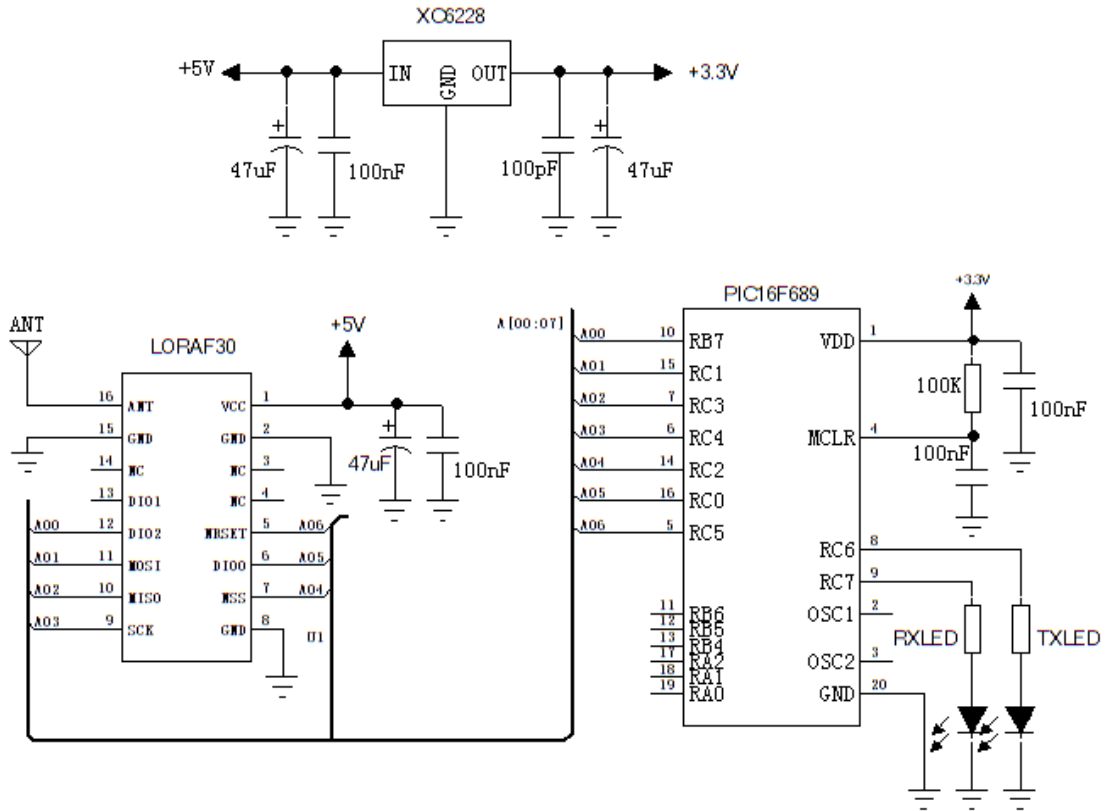 XC6228
+5V IN GND OUT +3.3V
+ +
47uF 100nF 100pF 47uF
+3.3V
PIC16F689
ANT +5V A[00:07]
LORAF30
A00 10 RB7 VDD 1
A01 15 RC1
100K
A02 7 RC3
100nF
A03 6 RC4 MCLR 4
100nF
A04 14 RC2
A05 16 RC0
A06 5 RC5
16 ANT VCC 1
15 GND GND 2
+
47uF 100nF
14 NC NC 3
13 DIO1 NC 4
A00 12 DIO2 NRSET 5 A06
A01 11 MOSI DIO0 6 A05
A02 10 MISO NSS 7 A04
A03 9 SCK GND 8
U1
RC6 8
RC7 9
11 RB6 OSC1 2
12 RB5
13 RB4
RXLED TXLED
17 RA2 OSC2 3
18 RA1
19 RA0 GND 20